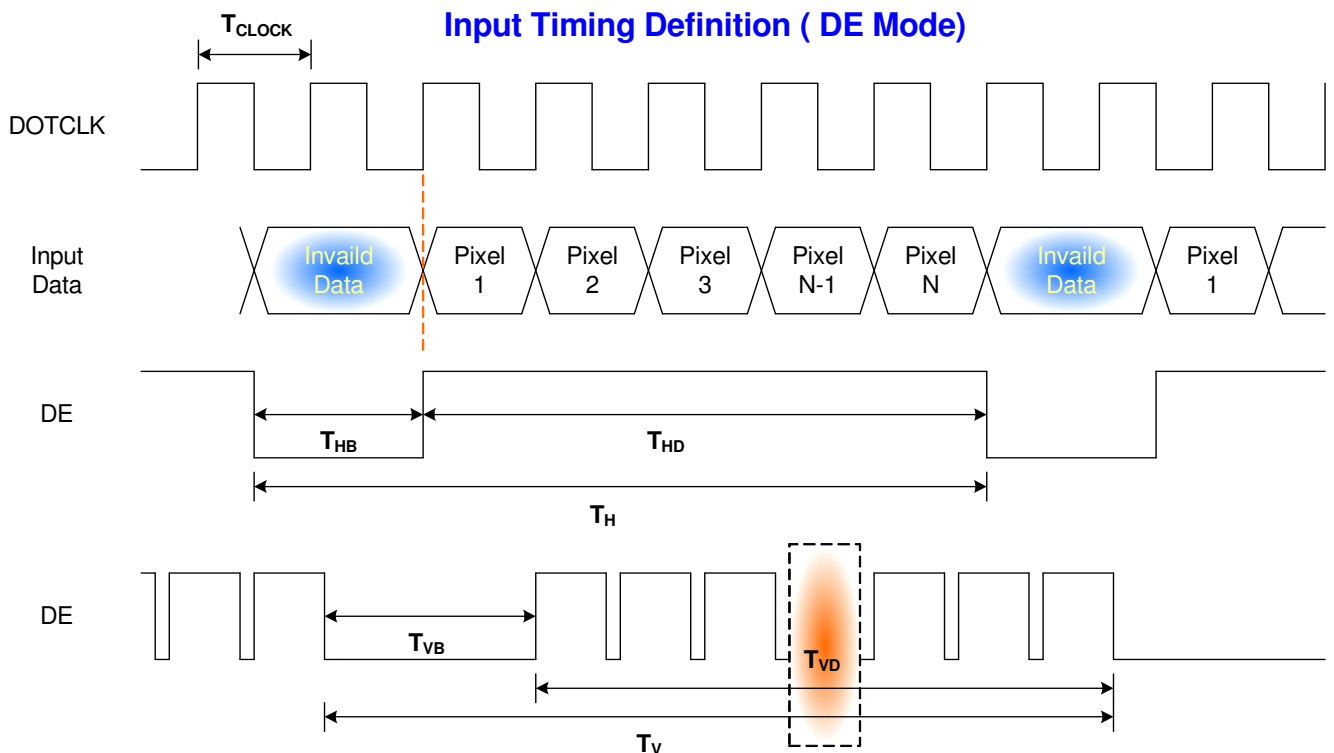 Input Timing Definition ( DE Mode)
TCLOCK
DOTCLK
Input
Data
Invaild
Data
Pixel
1
Pixel
2
Pixel
3
Pixel
N-1
Pixel
N
Invaild
Data
Pixel
1
DE
THB
THD
TH
DE
TVB
TVD
TV